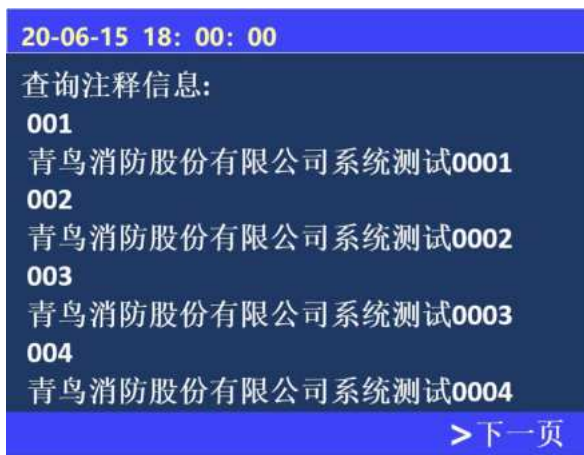 20-06-15 18: 00: 00
查询注释信息:
001
青鸟消防股份有限公司系统测试0001
002
青鸟消防股份有限公司系统测试0002
003
青鸟消防股份有限公司系统测试0003
004
青鸟消防股份有限公司系统测试0004
>下一页